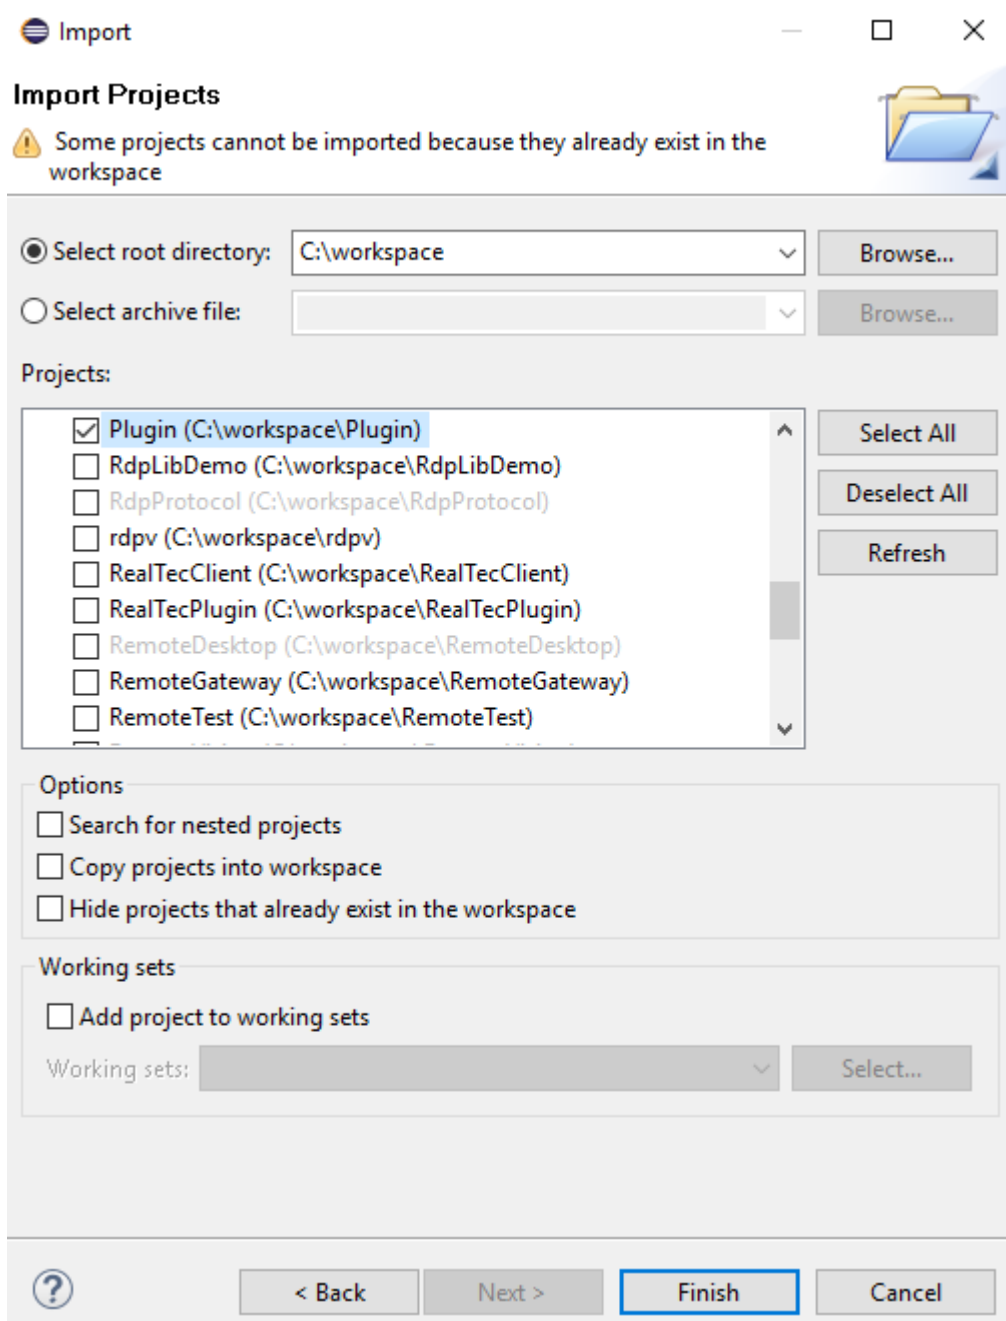 Import
Import Projects
Some projects cannot be imported because they already exist in the
workspace
Select root directory: C:\workspace Browse...
Select archive file: Browse...
Projects:
Plugin (C:\workspace\Plugin) Select All
RdpLibDemo (C:\workspace\RdpLibDemo)
RdpProtocol (C:\workspace\RdpProtocol) Deselect All
rdpv (C:\workspace\rdpv) Refresh
RealTecClient (C:\workspace\RealTecClient)
RealTecPlugin (C:\workspace\RealTecPlugin)
RemoteDesktop (C:\workspace\RemoteDesktop)
RemoteGateway (C:\workspace\RemoteGateway)
RemoteTest (C:\workspace\RemoteTest)
Options
Search for nested projects
Copy projects into workspace
Hide projects that already exist in the workspace
Working sets
Add project to working sets
Working sets: Select...
? < Back Next > Finish Cancel